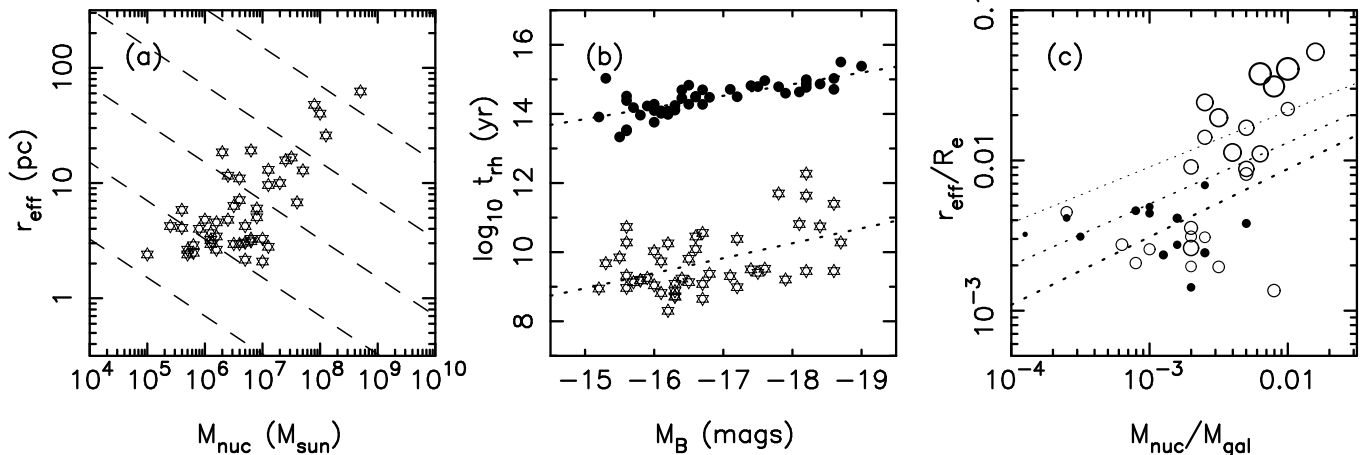 (a)
r_eff (pc)
100
10
1
10^4 10^5 10^6 10^7 10^8 10^9 10^10
M_nuc (M_sun)
(b)
log_10 t_rh (yr)
16
14
12
10
8
−15 −16 −17 −18 −19
M_B (mags)
(c)
r_eff/R_e
0.01
10^−3
10^−4 10^−3 0.01
M_nuc/M_gal